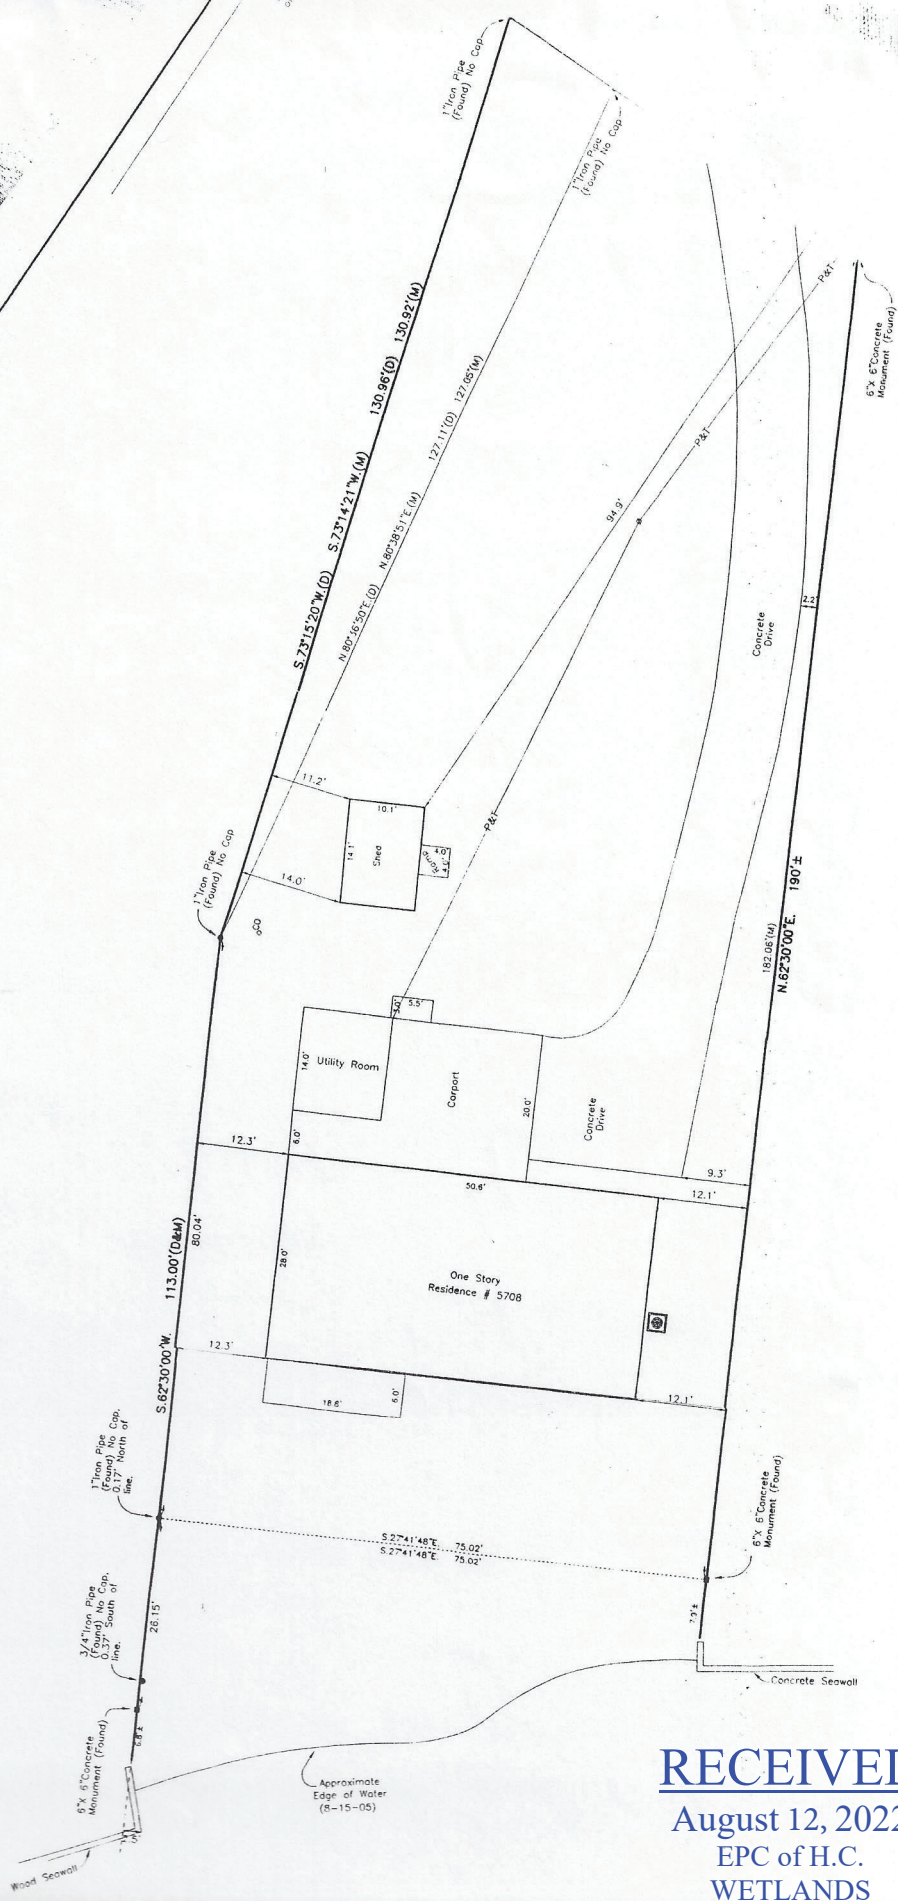 1"Iron Pipe
(Found) No Cap
1"Iron Pipe
(Found) No Cap
P&T
6"X 6"Concrete
Monument (Found)
S.73°15'20"W.(D) S.73°14'21"W.(M) 130.96'(D) 130.92'(M)
N.80°38'51"E.(M) 127.11'(D) 127.05'(M)
P&T
94.9'
2.2'
Concrete
Drive
11.2'
10.1'
14.1'
Shed
Ramp
4.0'
4.0'
P&T
14.0'
1"Iron Pipe
(Found) No Cap
CO
182.06'(M)
N.62°30'00"E. 190'±
3.0'
5.5'
14.0'
Utility Room
Carport
20.0'
Concrete
Drive
6.0'
12.3'
9.3'
50.6'
12.1'
S.62°30'00"W. 113.00'(D&M)
80.04'
28.0'
One Story
Residence # 5708
12.3'
12.1'
18.6'
6.0'
1"Iron Pipe
(Found) No Cap,
0.17' North of
line.
S.27°41'48"E. 75.02'
S.27°41'48"E. 75.02'
6"X 6"Concrete
Monument (Found)
7.9'±
3/4"Iron Pipe
(Found) No Cap,
0.37' South of
line.
26.15'
6"X 6"Concrete
Monument (Found)
6.8'±
Concrete Seawall
Approximate
Edge of Water
(8-15-05)
Wood Seawall
RECEIVED
August 12, 2022
EPC of H.C.
WETLANDS